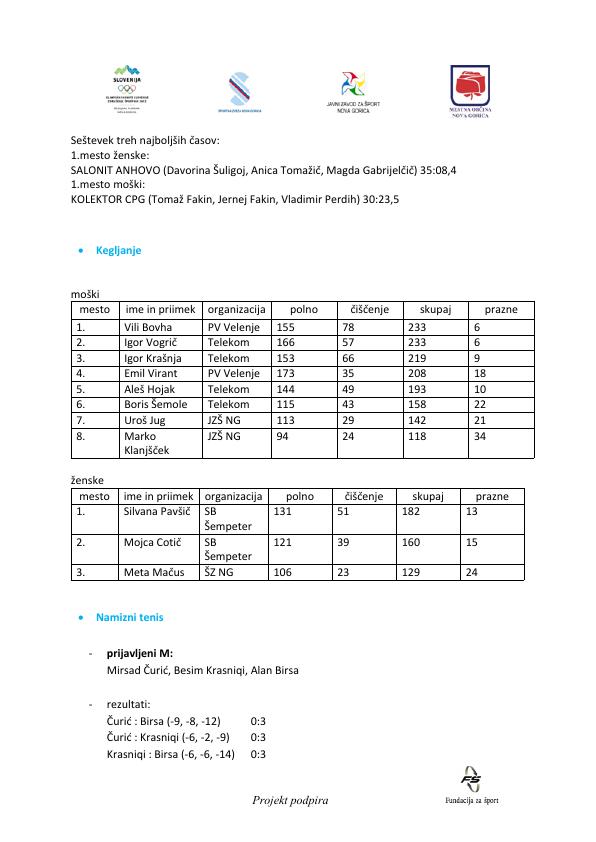 SLOVENIJA
ŠPORTNA ZVEZA NOVA GORICA
JAVNI ZAVOD ZA ŠPORT
NOVA GORICA
MESTNA OBČINA
NOVA GORICA
Seštevek treh najboljših časov:
1.mesto ženske:
SALONIT ANHOVO (Davorina Šuligoj, Anica Tomažič, Magda Gabrijelčič) 35:08,4
1.mesto moški:
KOLEKTOR CPG (Tomaž Fakin, Jernej Fakin, Vladimir Perdih) 30:23,5
• Kegljanje
moški
mesto ime in priimek organizacija polno čiščenje skupaj prazne
1. Vili Bovha PV Velenje 155 78 233 6
2. Igor Vogrič Telekom 166 57 233 6
3. Igor Krašnja Telekom 153 66 219 9
4. Emil Virant PV Velenje 173 35 208 18
5. Aleš Hojak Telekom 144 49 193 10
6. Boris Šemole Telekom 115 43 158 22
7. Uroš Jug JZŠ NG 113 29 142 21
8. Marko JZŠ NG 94 24 118 34
Klanjšček
ženske
mesto ime in priimek organizacija polno čiščenje skupaj prazne
1. Silvana Pavšič SB 131 51 182 13
Šempeter
2. Mojca Cotič SB 121 39 160 15
Šempeter
3. Meta Mačus ŠZ NG 106 23 129 24
• Namizni tenis
- prijavljeni M:
Mirsad Čurić, Besim Krasniqi, Alan Birsa
- rezultati:
Čurić : Birsa (-9, -8, -12) 0:3
Čurić : Krasniqi (-6, -2, -9) 0:3
Krasniqi : Birsa (-6, -6, -14) 0:3
Projekt podpira
FŠ
Fundacija za šport